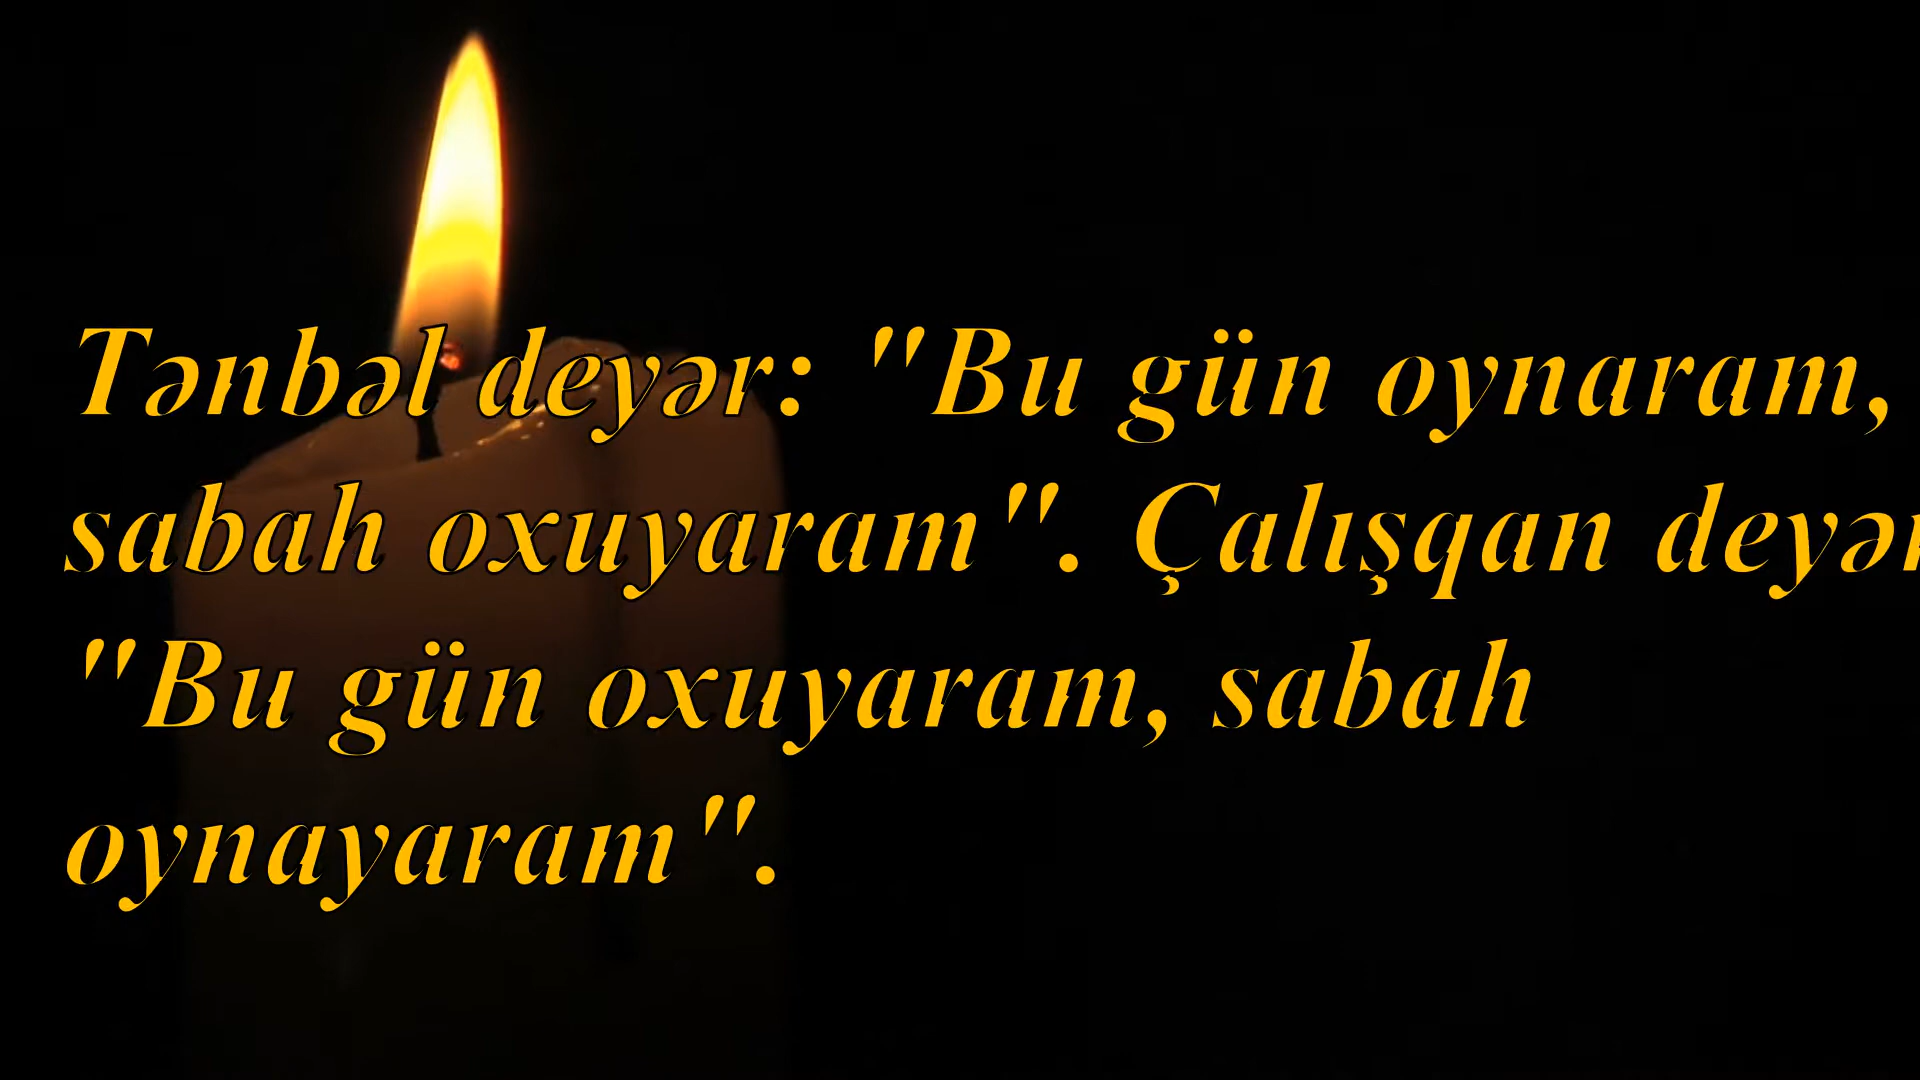 Tənbəl deyər: "Bu gün oynaram,
sabah oxuyaram". Çalışqan deyər
"Bu gün oxuyaram, sabah
oynayaram".